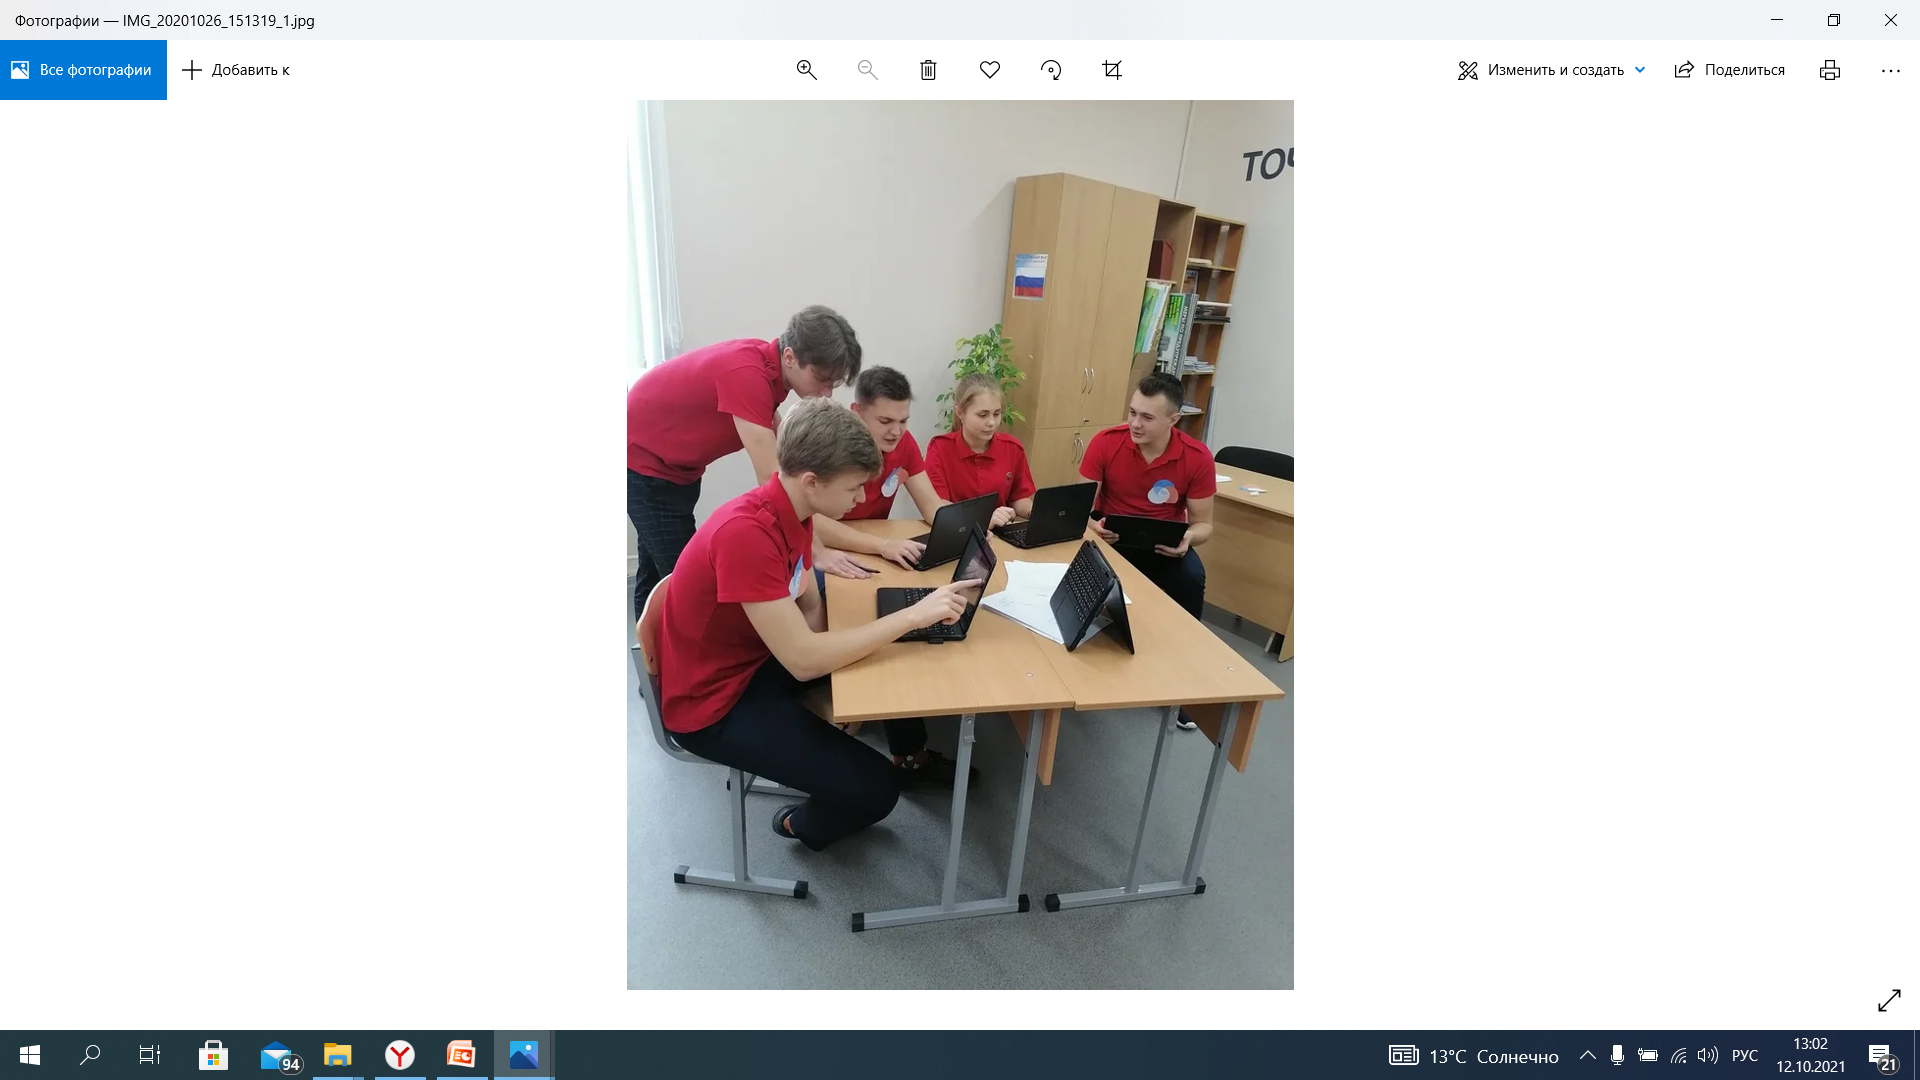 Фотографии — IMG_20201026_151319_1.jpg
Все фотографии
Добавить к
Изменить и создать
Поделиться
ТОЧ
94
13°C Солнечно
РУС
13:02
12.10.2021
21